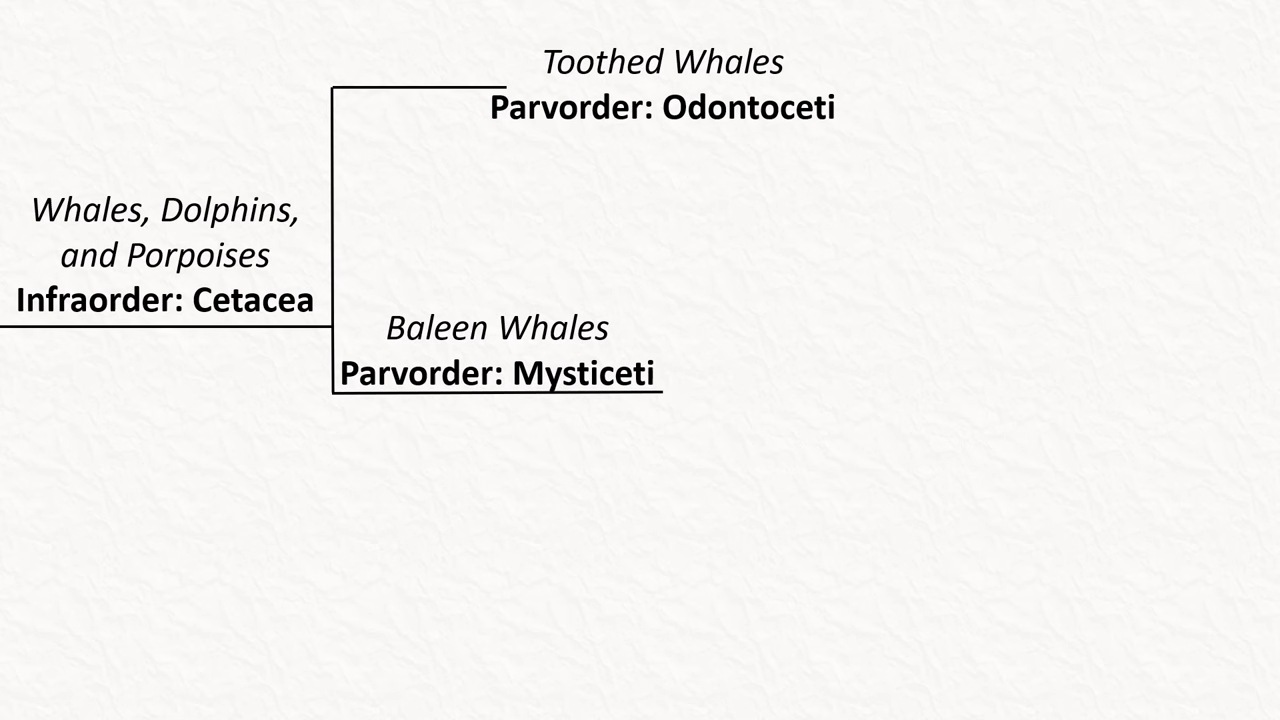 Toothed Whales
Parvorder: Odontoceti
Whales, Dolphins,
and Porpoises
Infraorder: Cetacea
Baleen Whales
Parvorder: Mysticeti